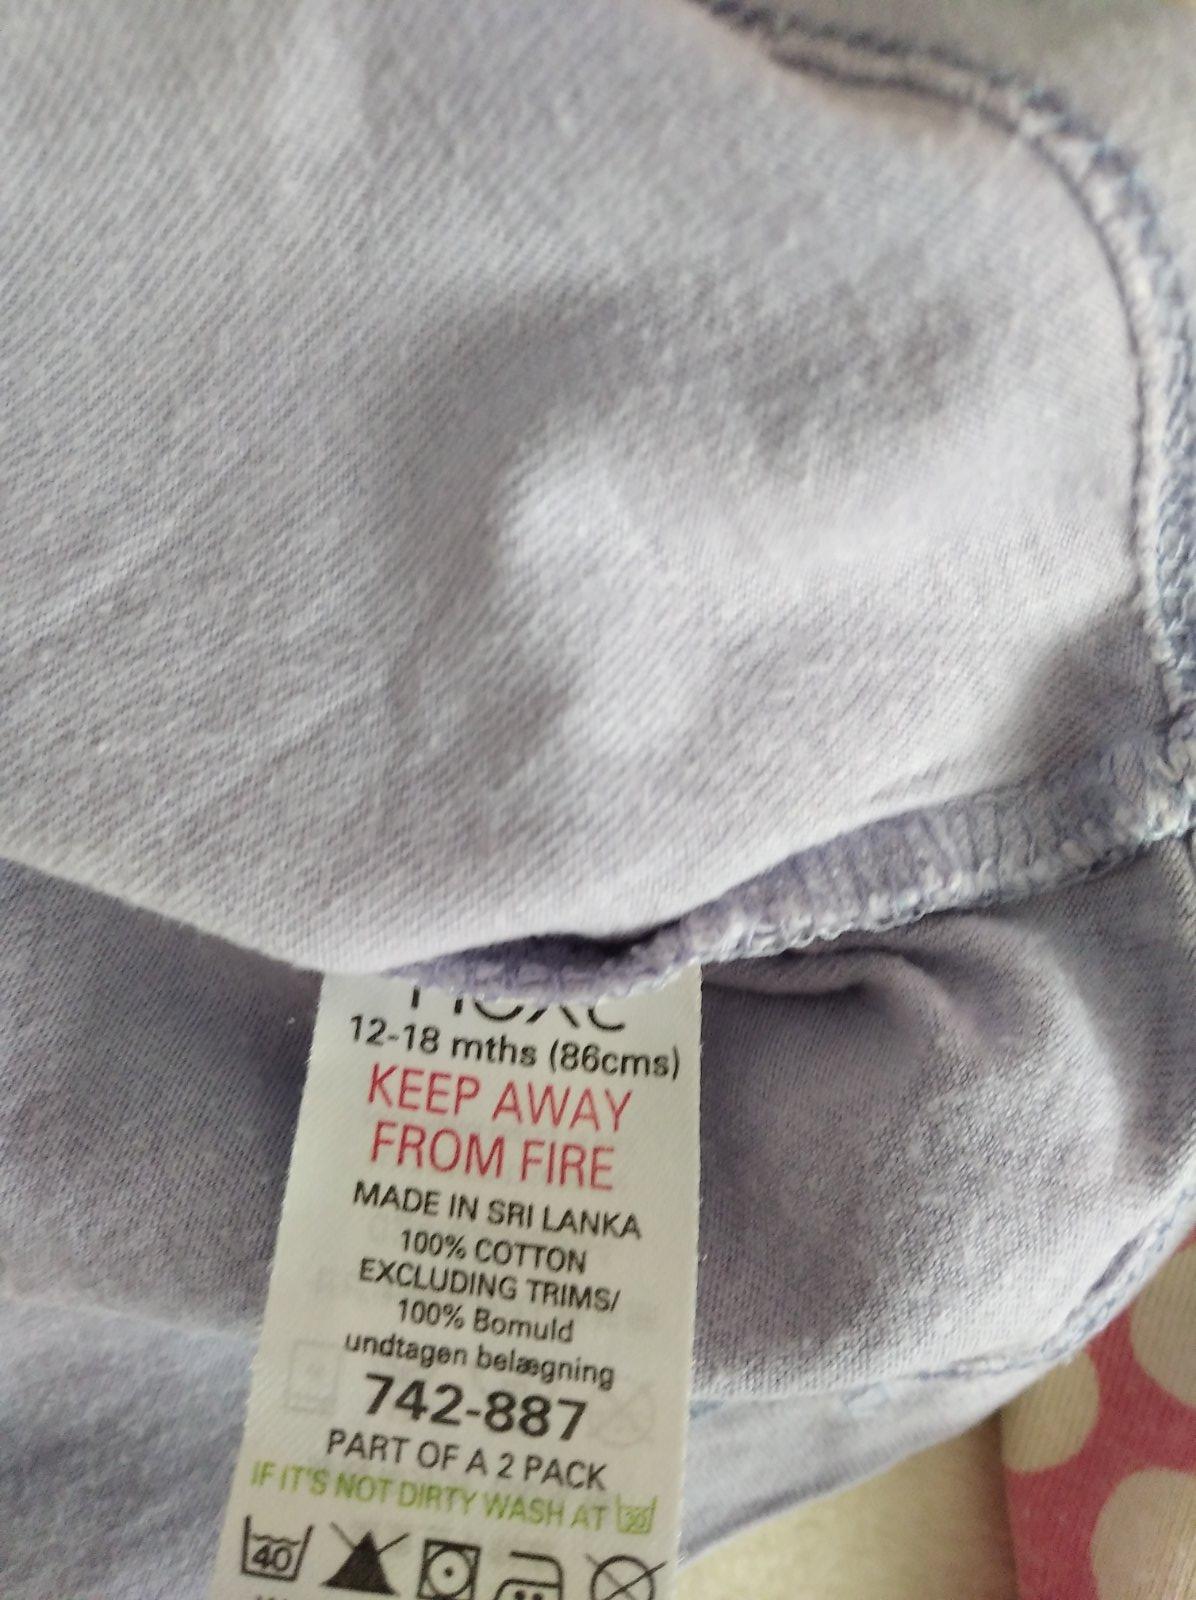 next
12-18 mths (86cms)
KEEP AWAY
FROM FIRE
MADE IN SRI LANKA
100% COTTON
EXCLUDING TRIMS/
100% Bomuld
undtagen belægning
742-887
PART OF A 2 PACK
IF IT'S NOT DIRTY WASH AT 30
40